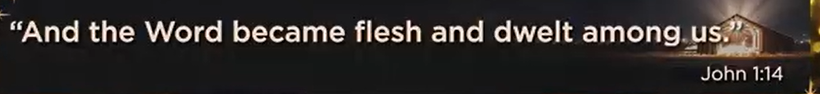 “And the Word became flesh and dwelt among us.”
John 1:14